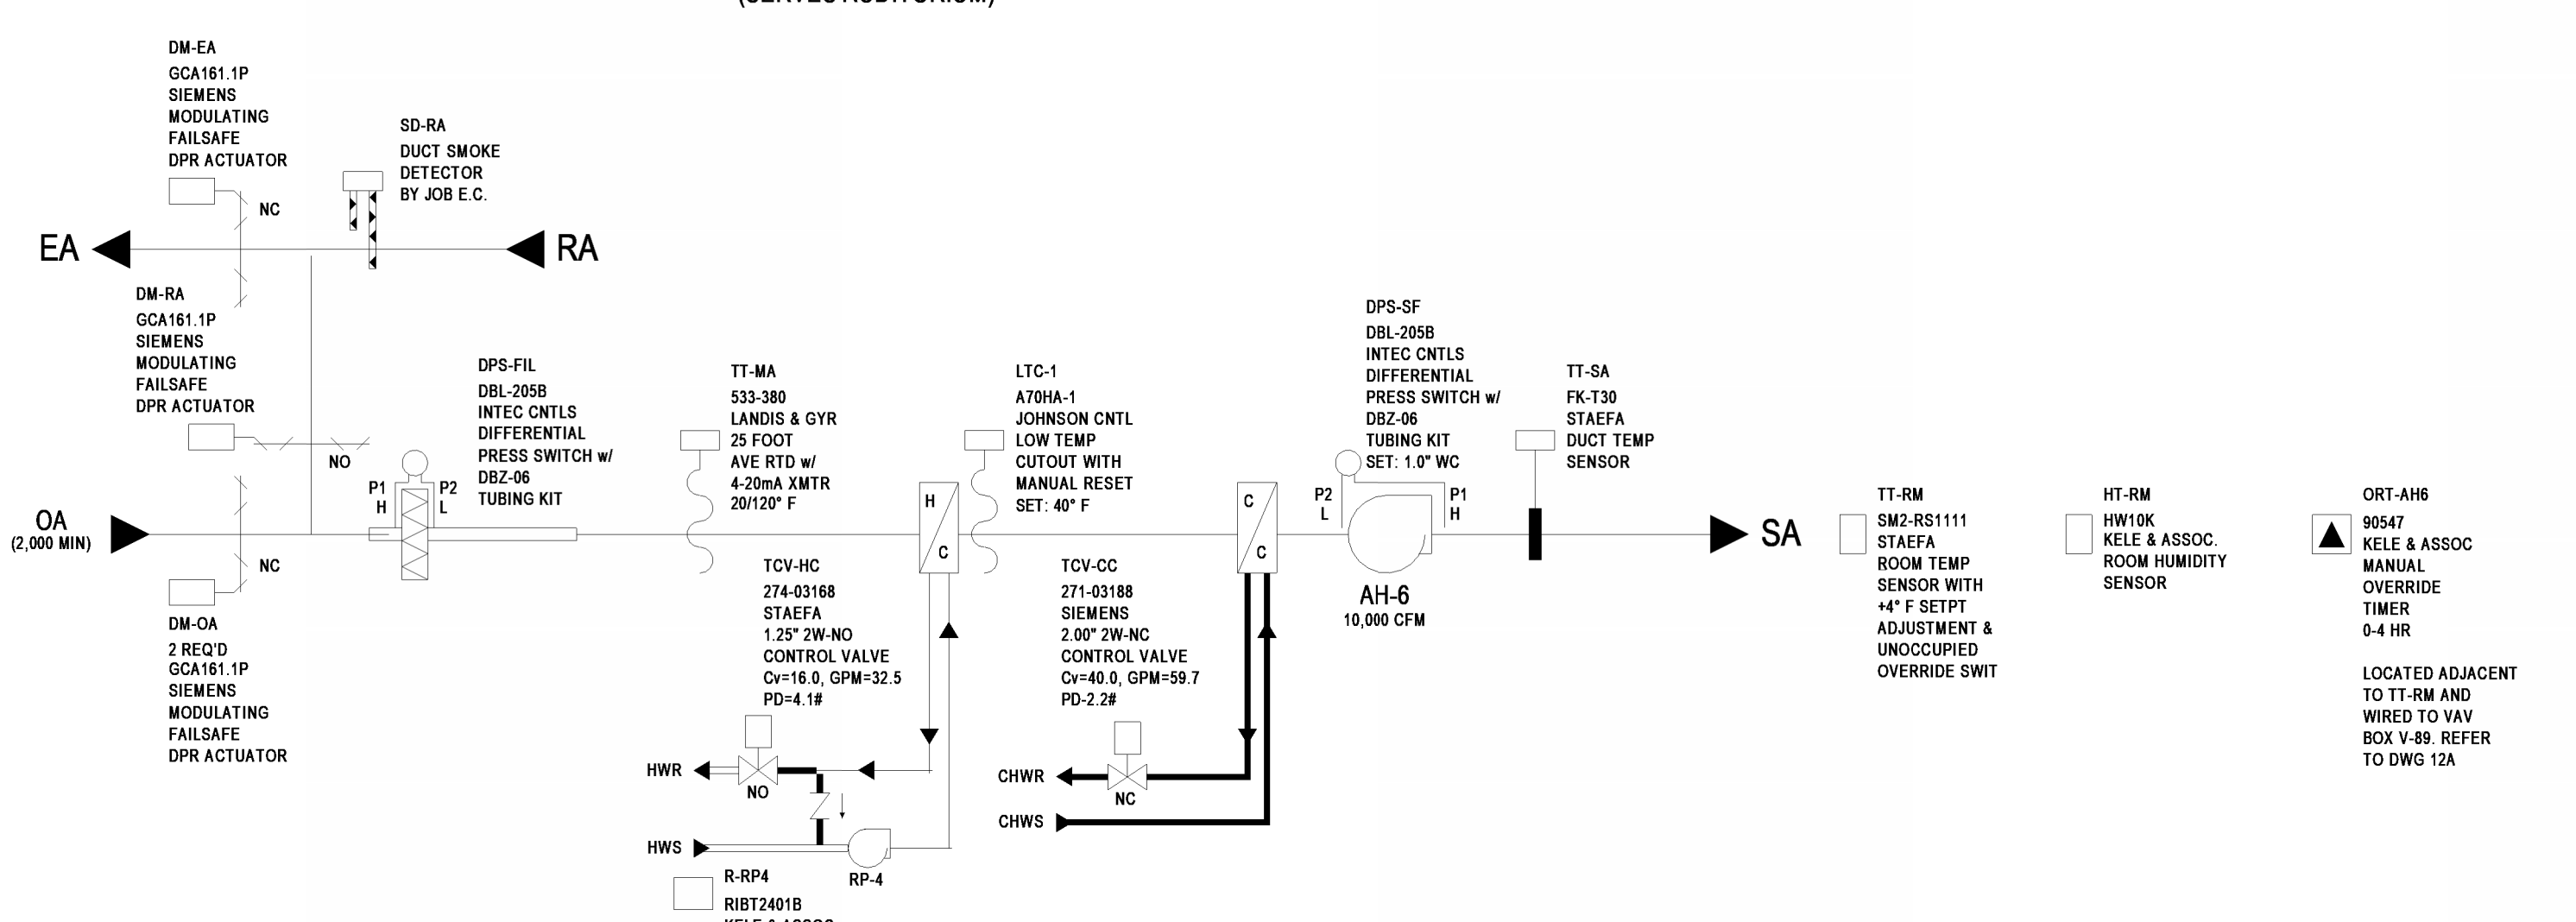 (SERVES AUDITORIUM)
DM-EA
GCA161.1P
SIEMENS
MODULATING
FAILSAFE
DPR ACTUATOR
NC
SD-RA
DUCT SMOKE
DETECTOR
BY JOB E.C.
EA
RA
DM-RA
GCA161.1P
SIEMENS
MODULATING
FAILSAFE
DPR ACTUATOR
NO
P1
H
P2
L
DPS-FIL
DBL-205B
INTEC CNTLS
DIFFERENTIAL
PRESS SWITCH w/
DBZ-06
TUBING KIT
OA
(2,000 MIN)
NC
DM-OA
2 REQ'D
GCA161.1P
SIEMENS
MODULATING
FAILSAFE
DPR ACTUATOR
TT-MA
533-380
LANDIS & GYR
25 FOOT
AVE RTD w/
4-20mA XMTR
20/120° F
H
C
LTC-1
A70HA-1
JOHNSON CNTL
LOW TEMP
CUTOUT WITH
MANUAL RESET
SET: 40° F
C
C
DPS-SF
DBL-205B
INTEC CNTLS
DIFFERENTIAL
PRESS SWITCH w/
DBZ-06
TUBING KIT
SET: 1.0" WC
P2
L
P1
H
AH-6
10,000 CFM
TT-SA
FK-T30
STAEFA
DUCT TEMP
SENSOR
SA
TCV-HC
274-03168
STAEFA
1.25" 2W-NO
CONTROL VALVE
Cv=16.0, GPM=32.5
PD=4.1#
HWR
NO
HWS
RP-4
R-RP4
RIBT2401B
TCV-CC
271-03188
SIEMENS
2.00" 2W-NC
CONTROL VALVE
Cv=40.0, GPM=59.7
PD-2.2#
CHWR
NC
CHWS
TT-RM
SM2-RS1111
STAEFA
ROOM TEMP
SENSOR WITH
+4° F SETPT
ADJUSTMENT &
UNOCCUPIED
OVERRIDE SWIT
HT-RM
HW10K
KELE & ASSOC.
ROOM HUMIDITY
SENSOR
ORT-AH6
90547
KELE & ASSOC
MANUAL
OVERRIDE
TIMER
0-4 HR
LOCATED ADJACENT
TO TT-RM AND
WIRED TO VAV
BOX V-89. REFER
TO DWG 12A